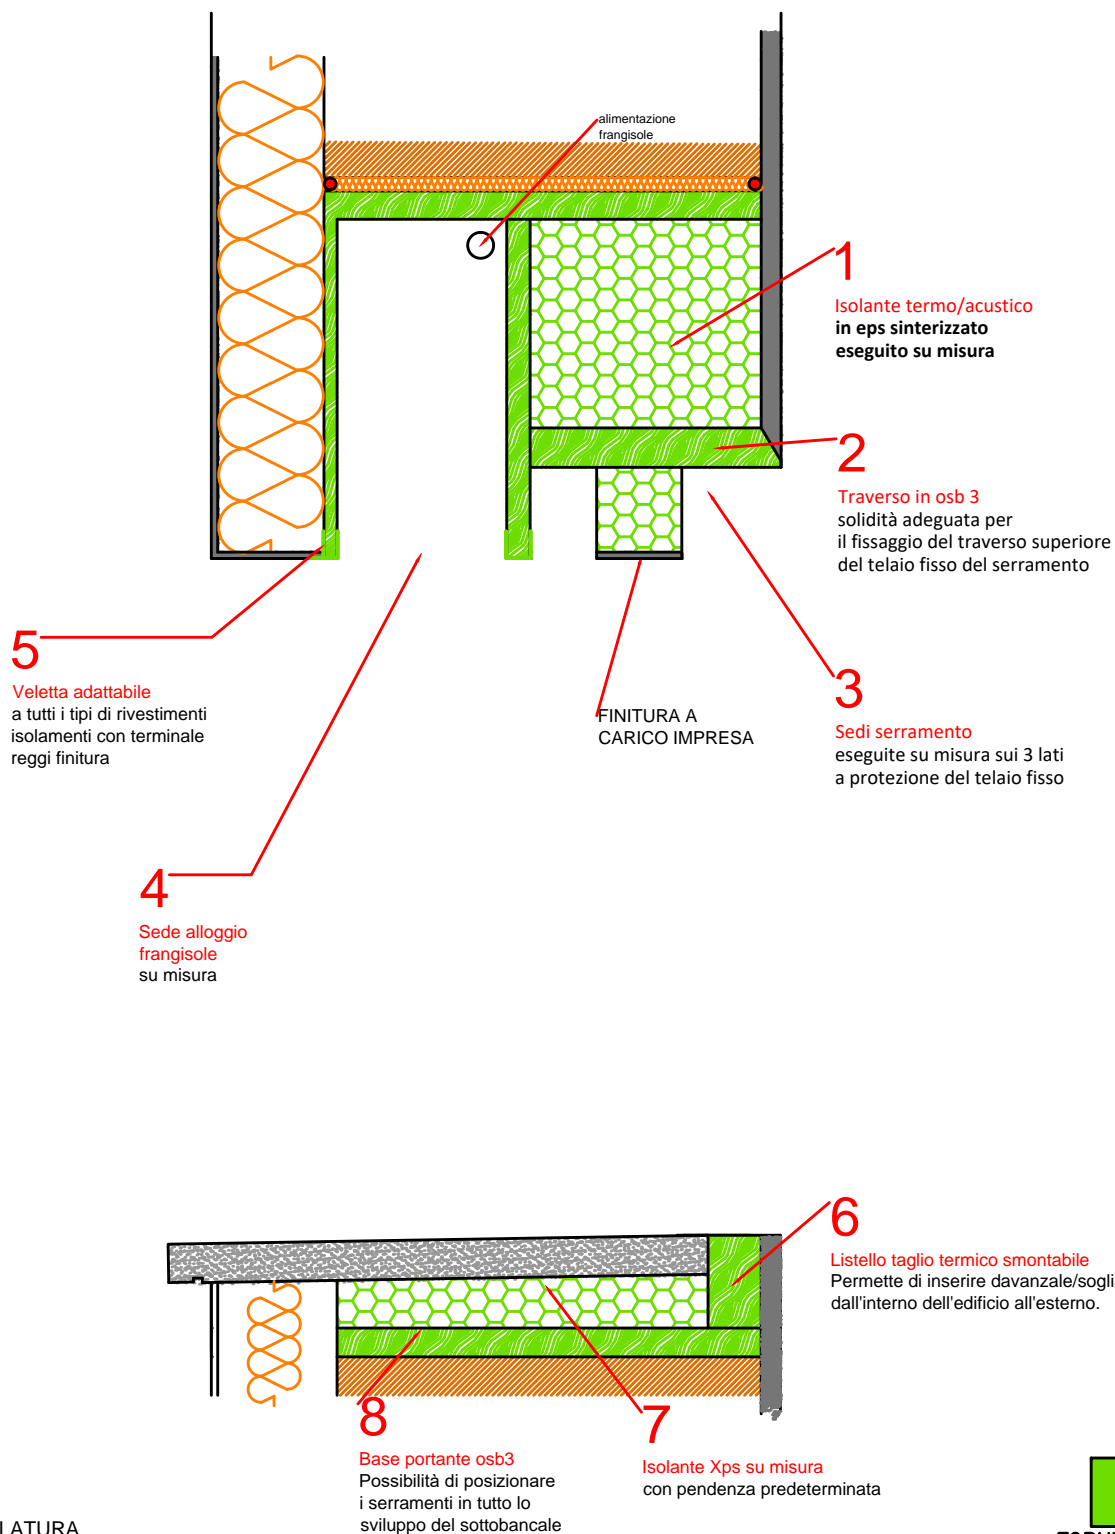 alimentazione
frangisole
1
Isolante termo/acustico
in eps sinterizzato
eseguito su misura
2
Traverso in osb 3
solidità adeguata per
il fissaggio del traverso superiore
del telaio fisso del serramento
5
Veletta adattabile
a tutti i tipi di rivestimenti
isolamenti con terminale
reggi finitura
3
Sedi serramento
eseguite su misura sui 3 lati
a protezione del telaio fisso
FINITURA A
CARICO IMPRESA
4
Sede alloggio
frangisole
su misura
6
Listello taglio termico smontabile
Permette di inserire davanzale/sogli
dall'interno dell'edificio all'esterno.
8
Base portante osb3
Possibilità di posizionare
i serramenti in tutto lo
sviluppo del sottobancale
7
Isolante Xps su misura
con pendenza predeterminata
LATURA